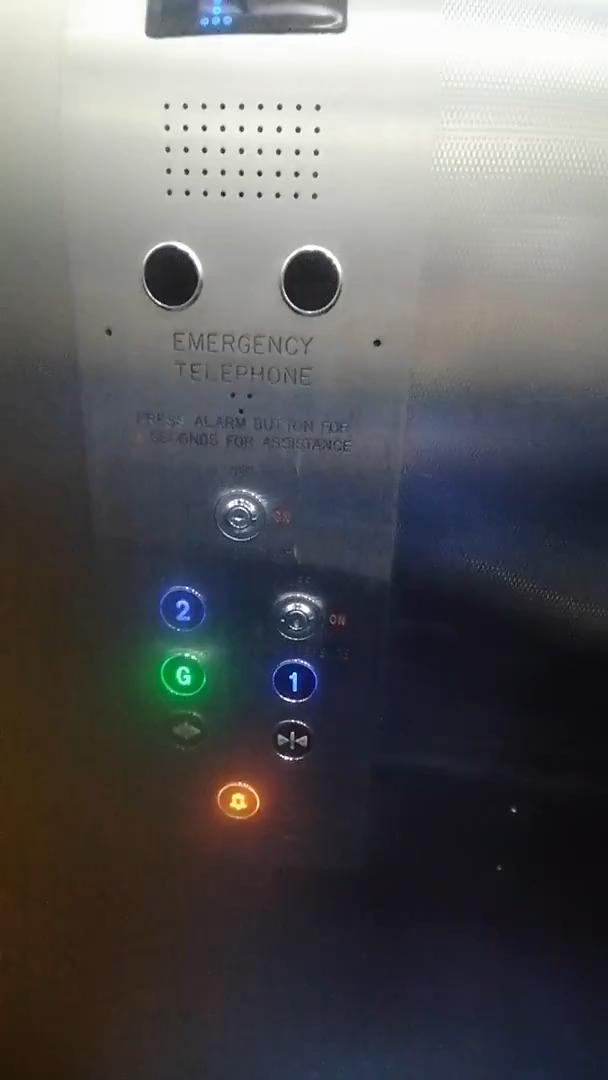 EMERGENCY
TELEPHONE
PRESS ALARM BUTTON FOR
SECONDS FOR ASSISTANCE
ON
2
ON
G
1